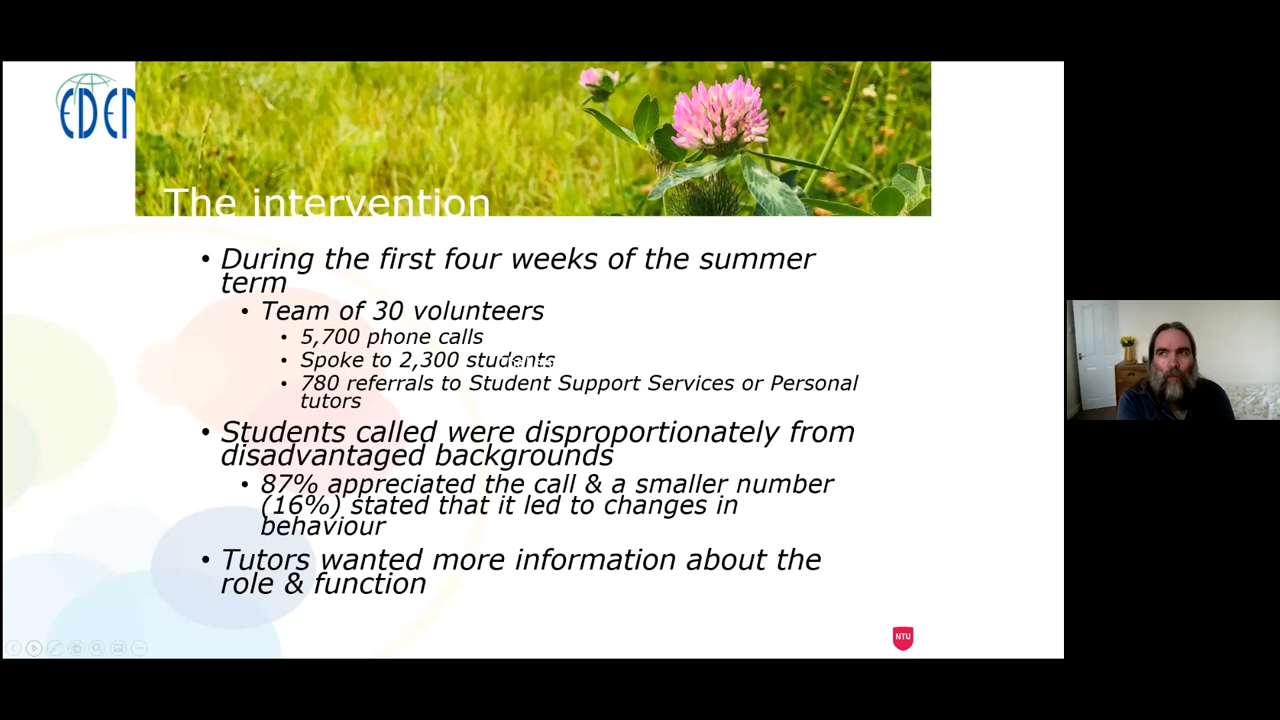 EDEN
The intervention
• During the first four weeks of the summer
term
• Team of 30 volunteers
• 5,700 phone calls
• Spoke to 2,300 students
• 780 referrals to Student Support Services or Personal
tutors
• Students called were disproportionately from
disadvantaged backgrounds
• 87% appreciated the call & a smaller number
(16%) stated that it led to changes in
behaviour
• Tutors wanted more information about the
role & function
NTU